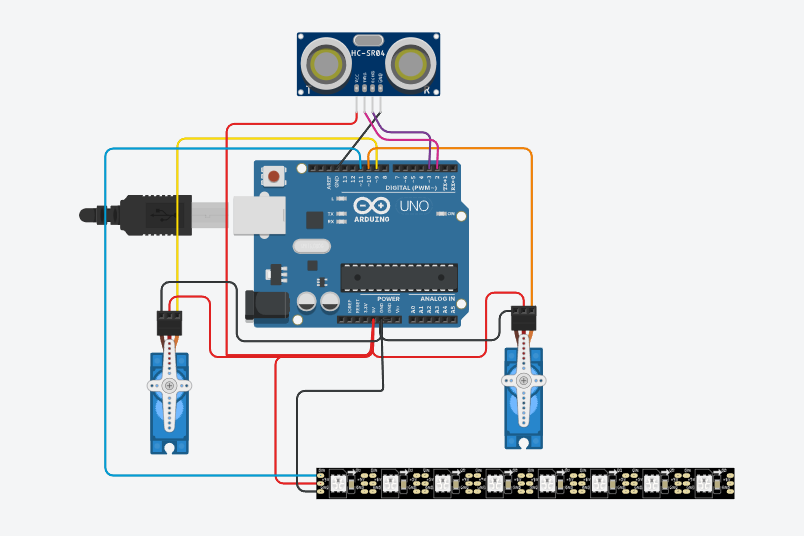 HC-SR04
T
R
VCC
TRIG
ECHO
GND
AREF
GND
13
12
~11
~10
~9
8
7
~6
~5
4
~3
2
TX→1
RX←0
DIGITAL (PWM~)
L
TX
RX
ARDUINO
UNO
ON
POWER
ANALOG IN
IOREF
RESET
3.3V
5V
GND
GND
Vin
A0
A1
A2
A3
A4
A5